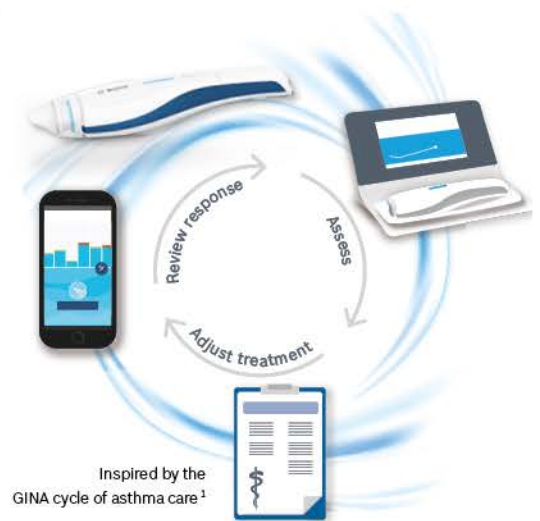 Review response
Assess
Adjust treatment
Inspired by the
GINA cycle of asthma care¹